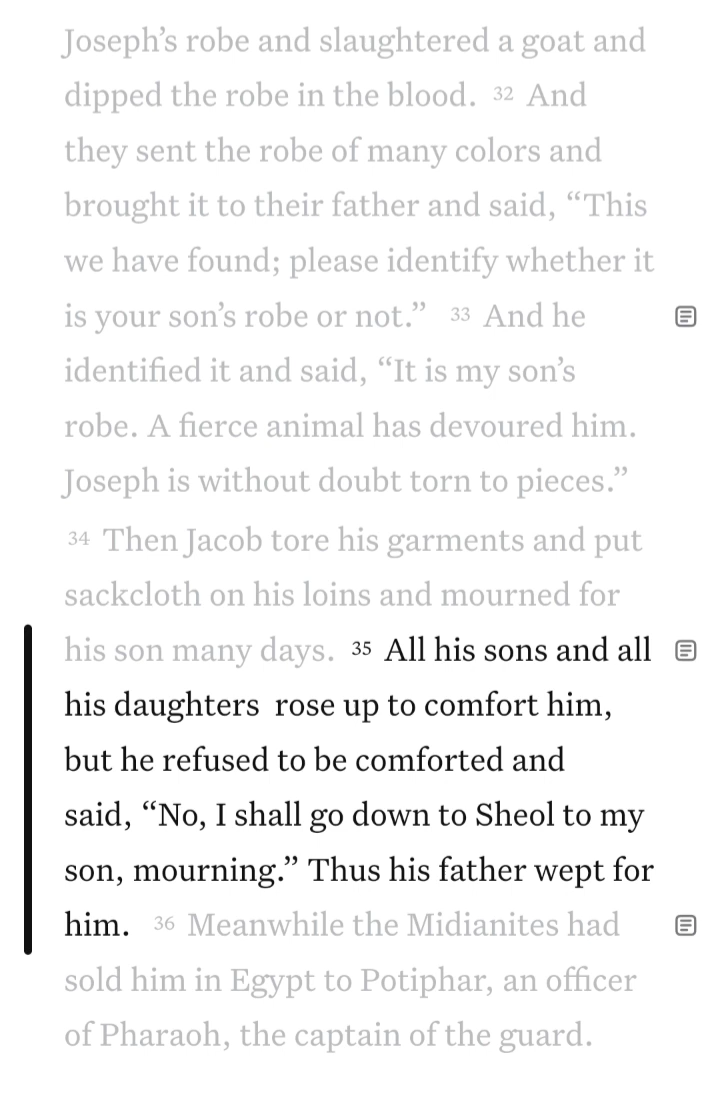 Joseph’s robe and slaughtered a goat and
dipped the robe in the blood. 32 And
they sent the robe of many colors and
brought it to their father and said, “This
we have found; please identify whether it
is your son’s robe or not.” 33 And he
identified it and said, “It is my son’s
robe. A fierce animal has devoured him.
Joseph is without doubt torn to pieces.”
34 Then Jacob tore his garments and put
sackcloth on his loins and mourned for
his son many days. 35 All his sons and all
his daughters rose up to comfort him,
but he refused to be comforted and
said, “No, I shall go down to Sheol to my
son, mourning.” Thus his father wept for
him. 36 Meanwhile the Midianites had
sold him in Egypt to Potiphar, an officer
of Pharaoh, the captain of the guard.